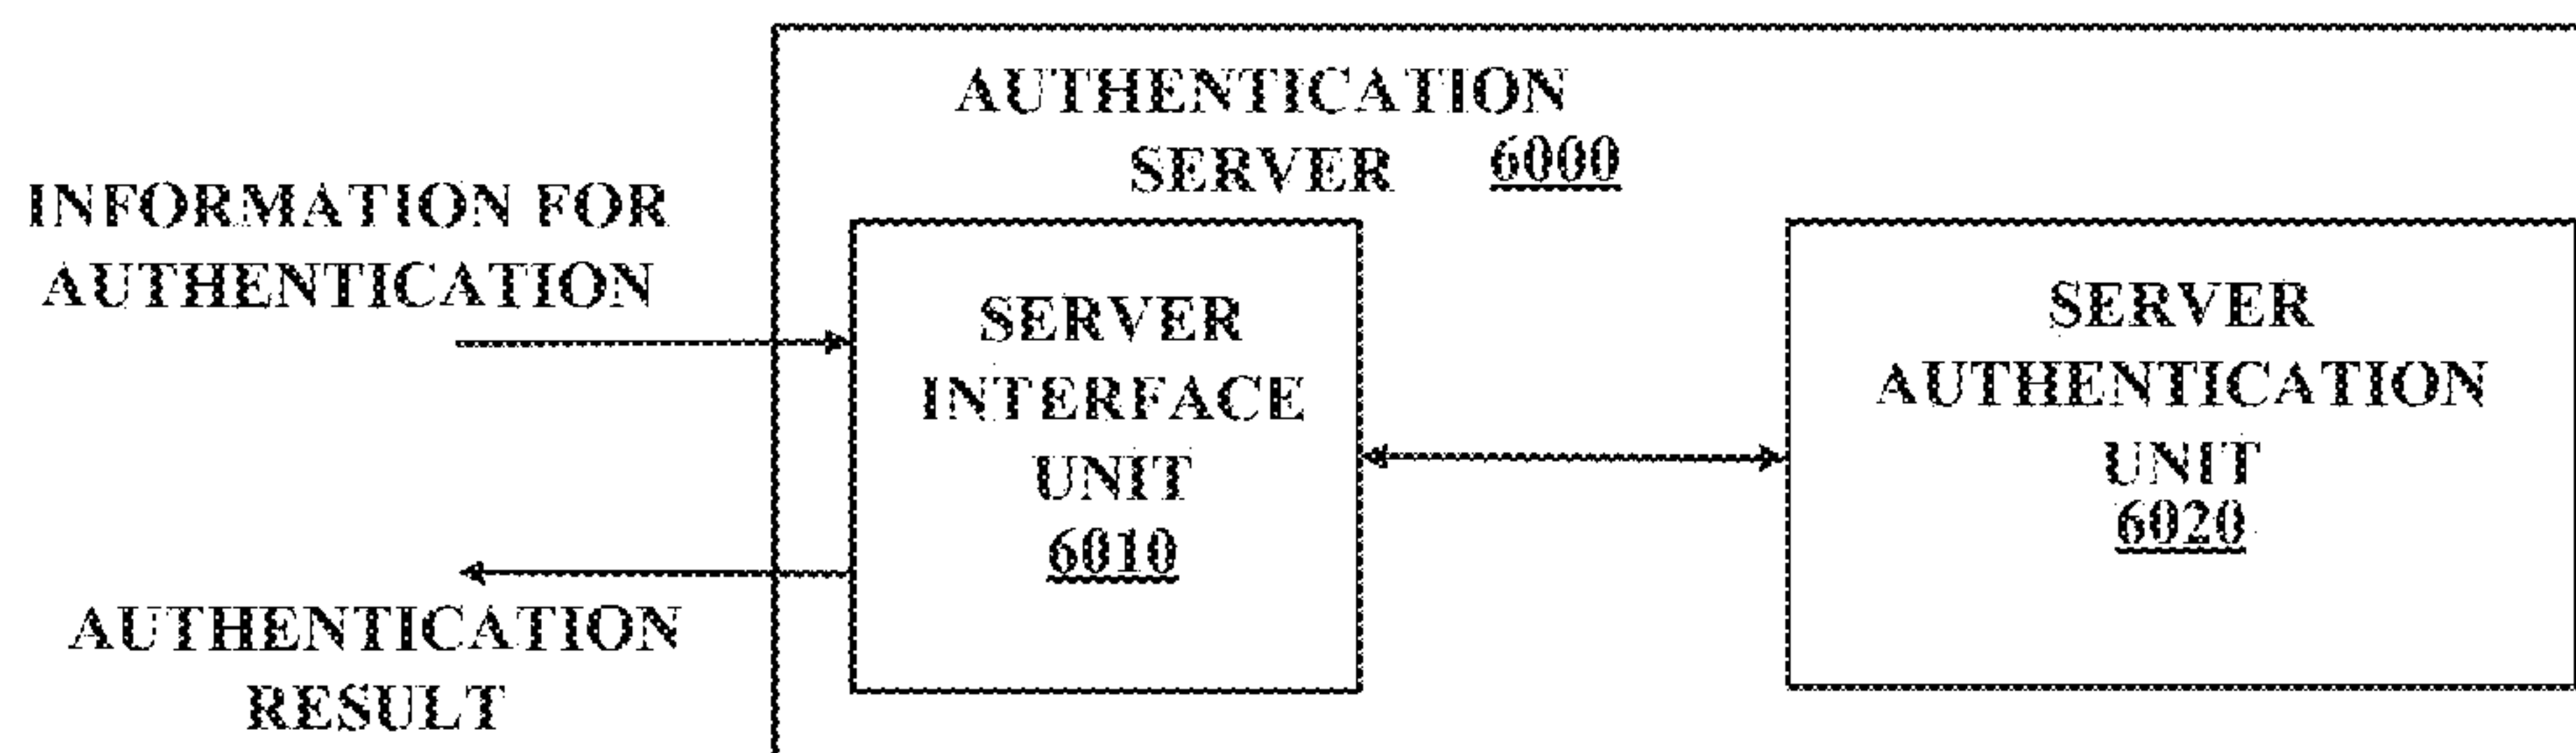 AUTHENTICATION
SERVER 6000
INFORMATION FOR
AUTHENTICATION
SERVER
INTERFACE
UNIT
6010
SERVER
AUTHENTICATION
UNIT
6020
AUTHENTICATION
RESULT